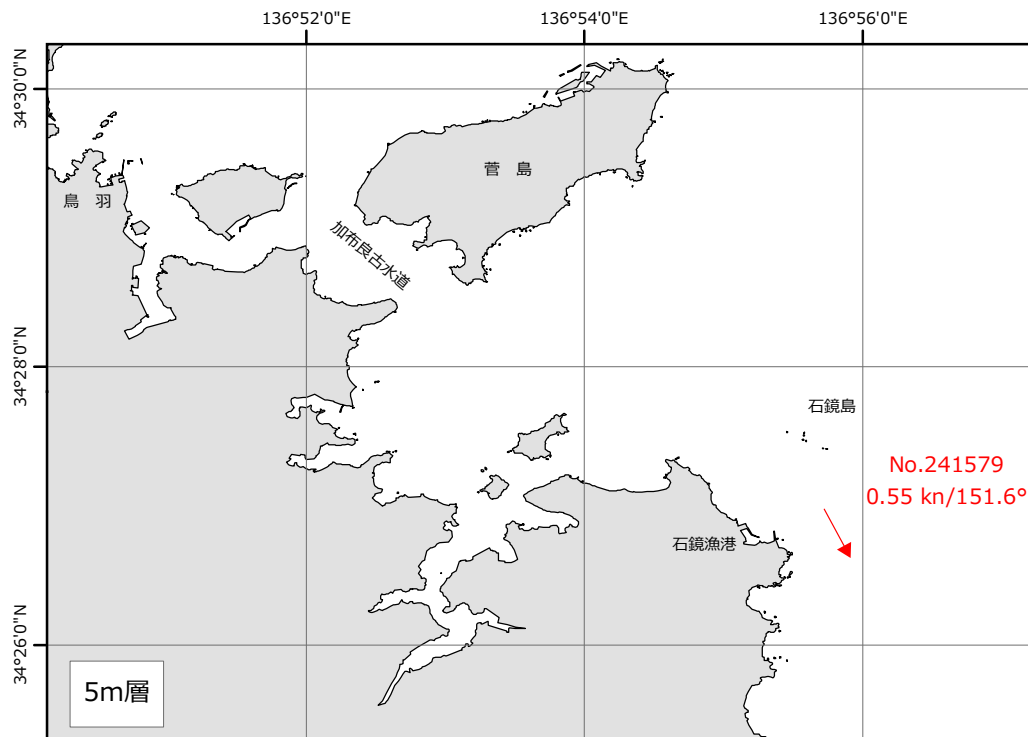 136°52'0"E
136°54'0"E
136°56'0"E
34°30'0"N
34°28'0"N
34°26'0"N
菅 島
鳥 羽
加布良古水道
石鏡島
No.241579
0.55 kn/151.6°
石鏡漁港
5m層